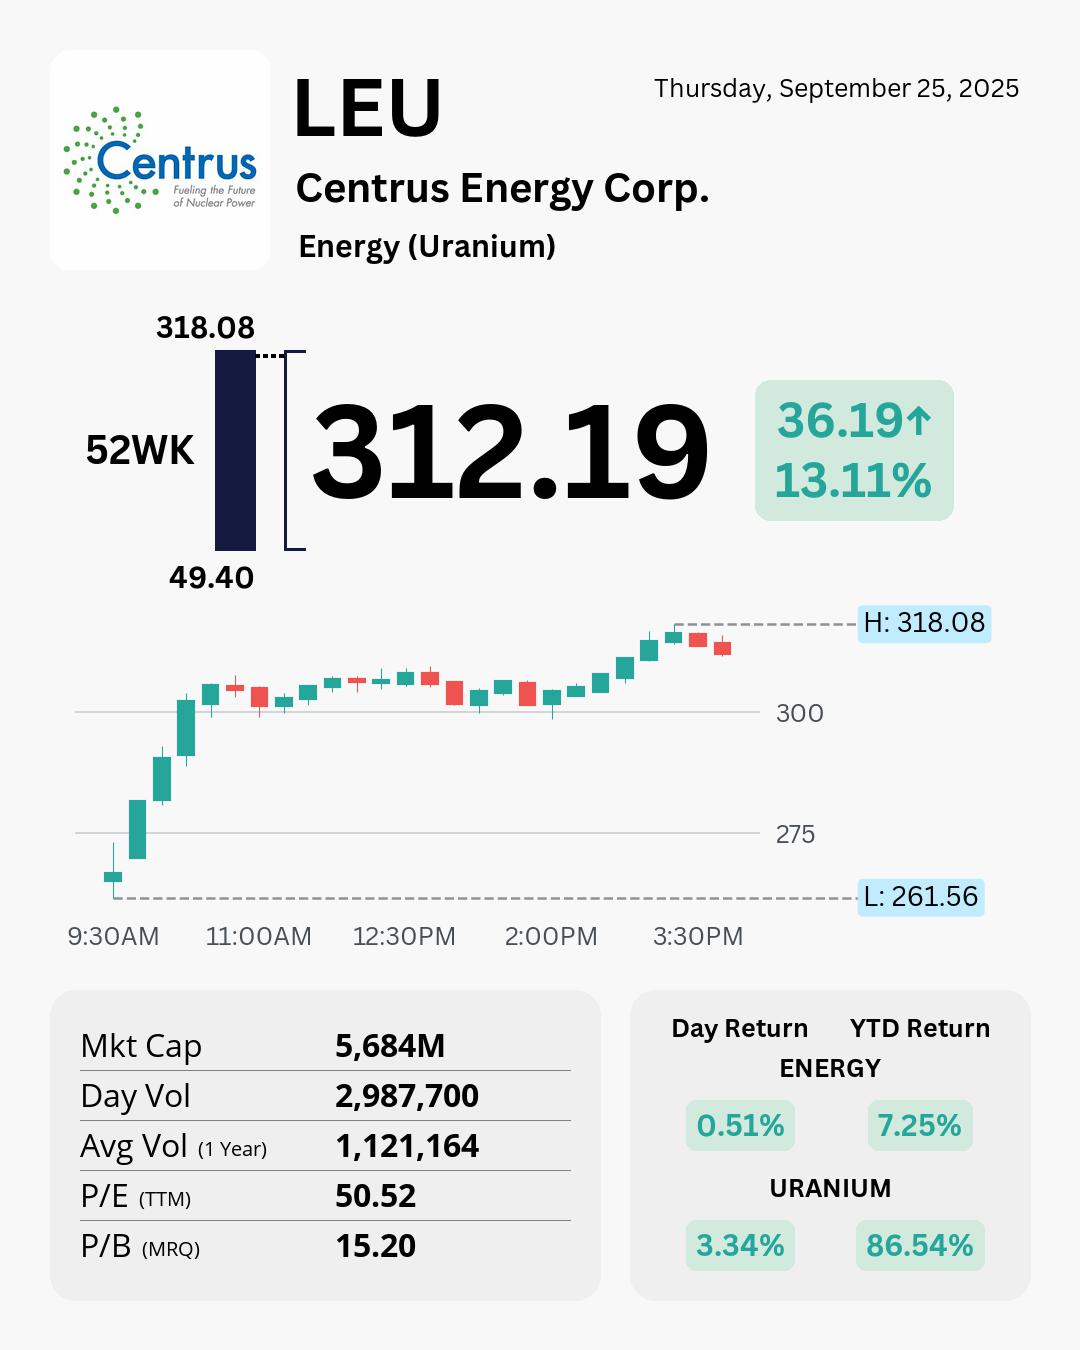 Centrus
Fueling the Future
of Nuclear Power
LEU
Thursday, September 25, 2025
Centrus Energy Corp.
Energy (Uranium)
318.08
52WK
49.40
312.19
36.19↑
13.11%
H: 318.08
300
275
L: 261.56
9:30AM 11:00AM 12:30PM 2:00PM 3:30PM
Mkt Cap 5,684M
Day Vol 2,987,700
Avg Vol (1 Year) 1,121,164
P/E (TTM) 50.52
P/B (MRQ) 15.20
Day Return YTD Return
ENERGY
0.51% 7.25%
URANIUM
3.34% 86.54%